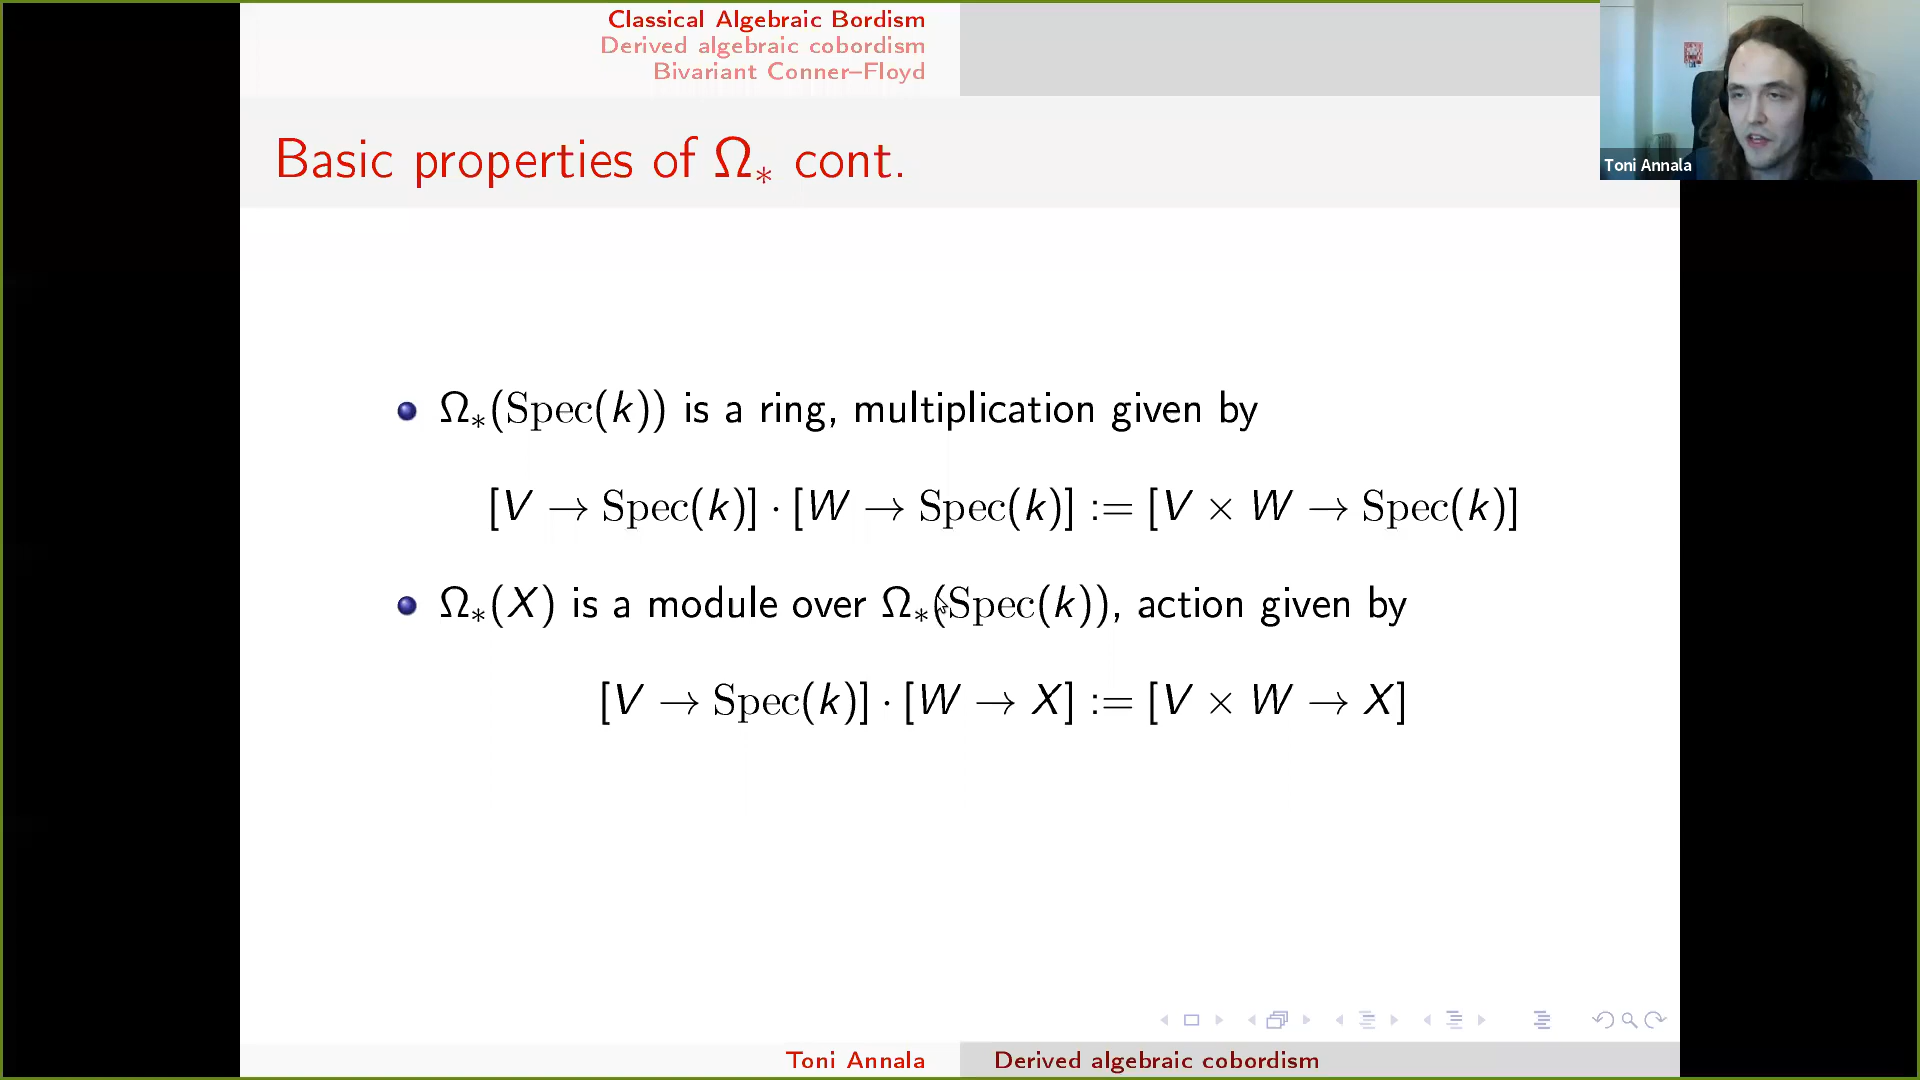 Classical Algebraic Bordism
Derived algebraic cobordism
Bivariant Conner–Floyd
Toni Annala
Basic properties of Ω∗ cont.
Ω∗(Spec(k)) is a ring, multiplication given by
[V → Spec(k)] · [W → Spec(k)] := [V × W → Spec(k)]
Ω∗(X) is a module over Ω∗(Spec(k)), action given by
[V → Spec(k)] · [W → X] := [V × W → X]
Toni Annala
Derived algebraic cobordism